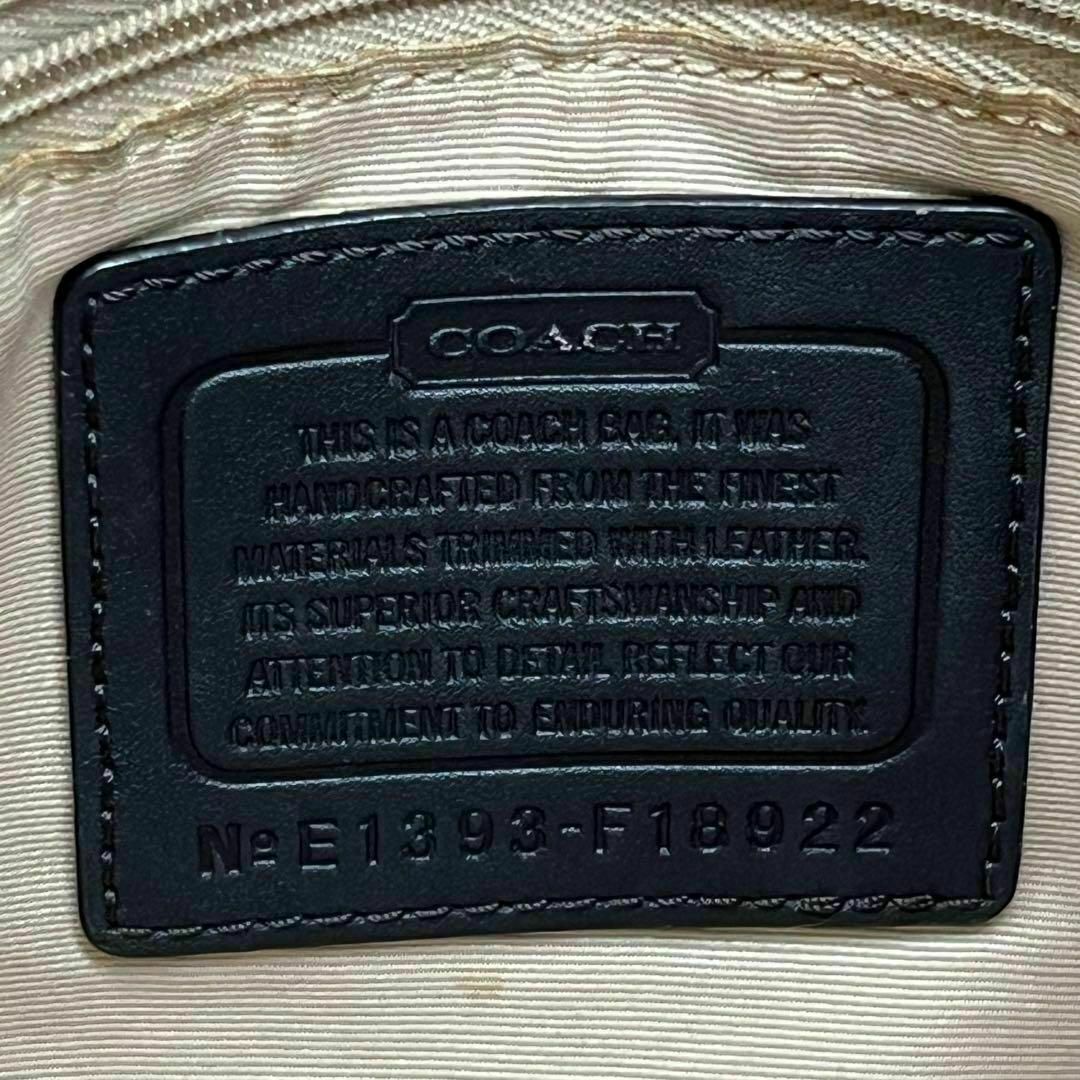 COACH
THIS IS A COACH BAG. IT WAS
HANDCRAFTED FROM THE FINEST
MATERIALS TRIMMED WITH LEATHER.
ITS SUPERIOR CRAFTSMANSHIP AND
ATTENTION TO DETAIL REFLECT OUR
COMMITMENT TO ENDURING QUALITY.
No E1393-F18922